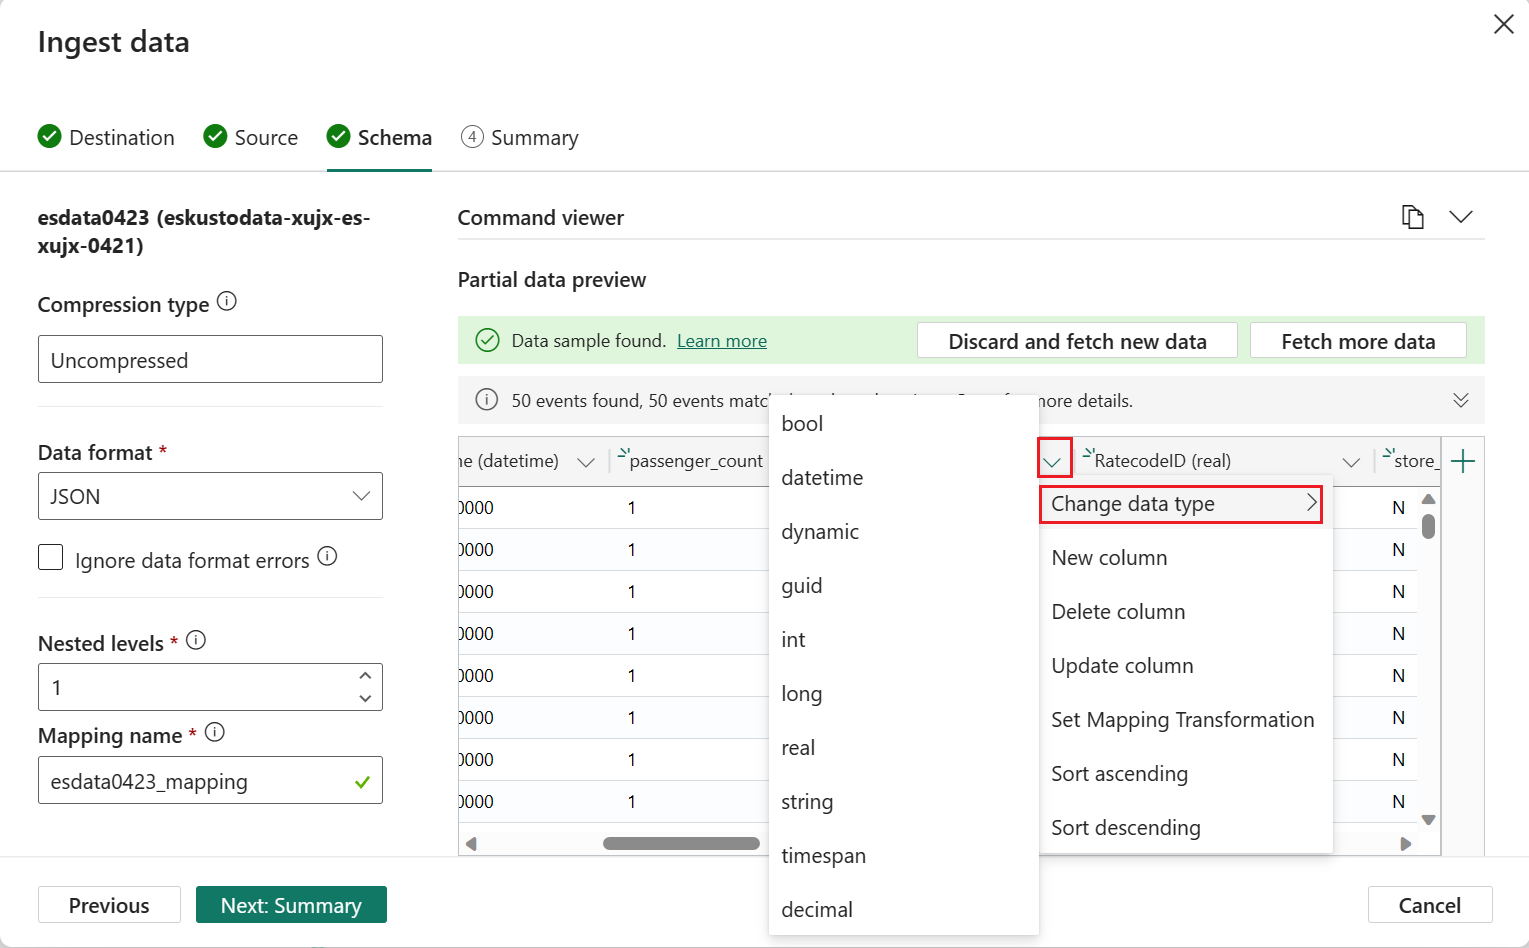 Ingest data
Destination
Source
Schema
4 Summary
esdata0423 (eskustodata-xujx-es-
xujx-0421)
Compression type
Uncompressed
Data format *
JSON
Ignore data format errors
Nested levels *
1
Mapping name *
esdata0423_mapping
Command viewer
Partial data preview
Data sample found. Learn more
Discard and fetch new data
Fetch more data
50 events found, 50 events
more details.
(datetime)
passenger_count
RatecodeID (real)
store_
0000 1 N
0000 1 N
0000 1 N
0000 1 N
0000 1 N
0000 1 N
0000 1 N
0000 1 N
bool
datetime
dynamic
guid
int
long
real
string
timespan
decimal
Change data type
New column
Delete column
Update column
Set Mapping Transformation
Sort ascending
Sort descending
Previous
Next: Summary
Cancel